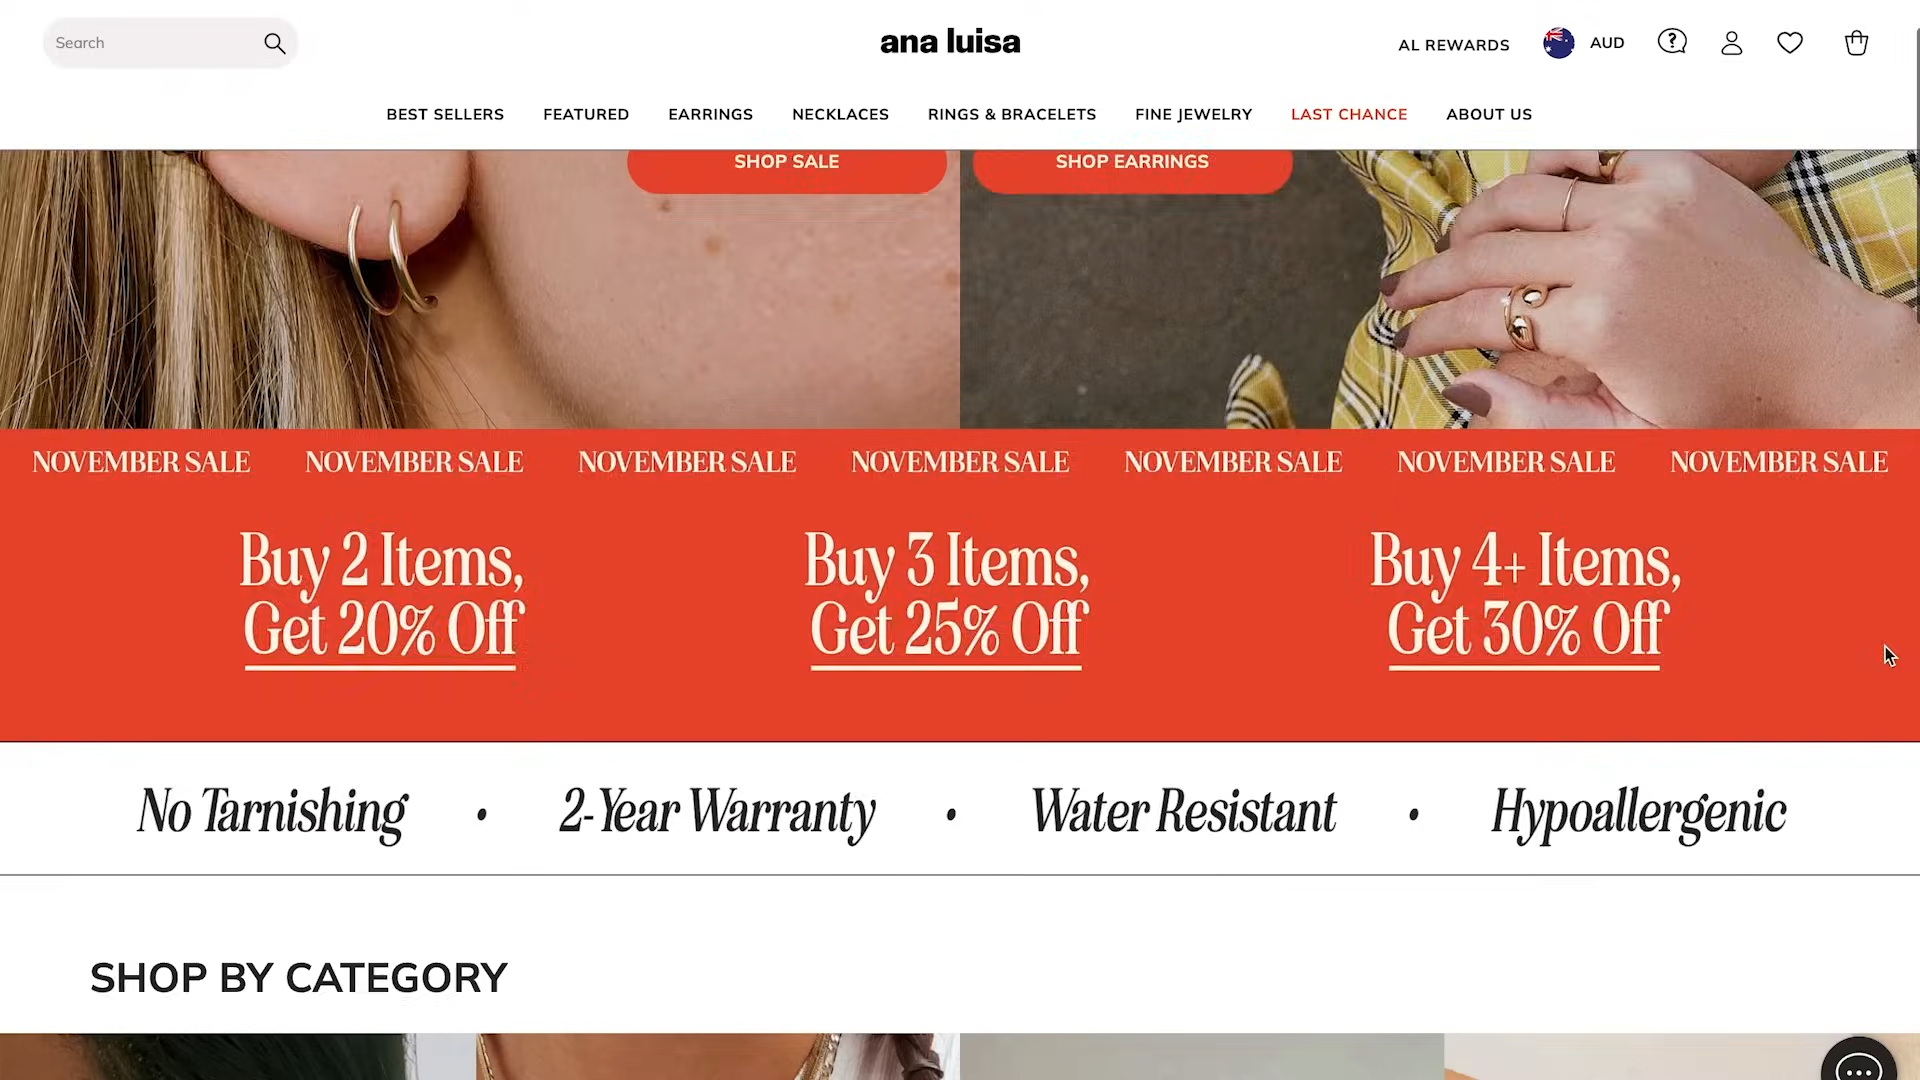 Search
ana luisa
AL REWARDS
AUD
BEST SELLERS
FEATURED
EARRINGS
NECKLACES
RINGS & BRACELETS
FINE JEWELRY
LAST CHANCE
ABOUT US
SHOP SALE
SHOP EARRINGS
NOVEMBER SALE NOVEMBER SALE NOVEMBER SALE NOVEMBER SALE NOVEMBER SALE NOVEMBER SALE NOVEMBER SALE
Buy 2 Items,
Get 20% Off
Buy 3 Items,
Get 25% Off
Buy 4+ Items,
Get 30% Off
No Tarnishing • 2-Year Warranty • Water Resistant • Hypoallergenic
SHOP BY CATEGORY